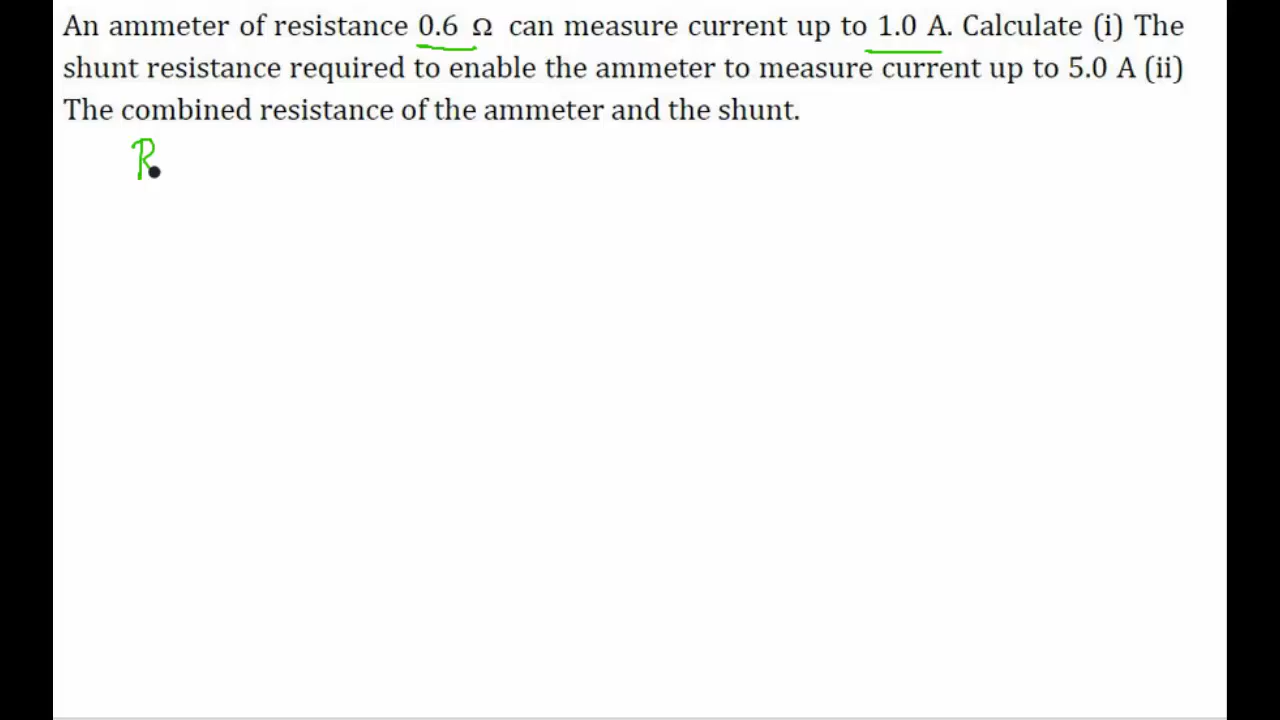 An ammeter of resistance 0.6 Ω can measure current up to 1.0 A. Calculate (i) The
shunt resistance required to enable the ammeter to measure current up to 5.0 A (ii)
The combined resistance of the ammeter and the shunt.
R